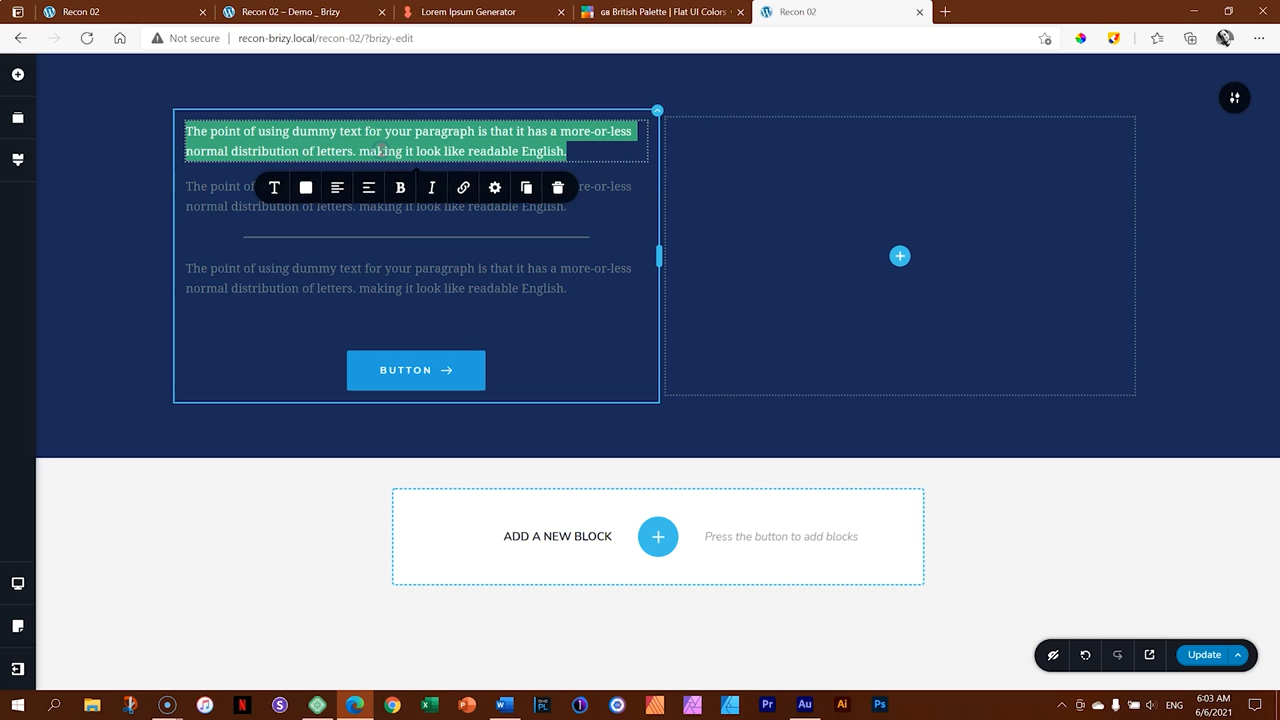 Recon 02
Recon 02 – Demo _ Brizy
Lorem Ipsum Generator
GB British Palette | Flat UI Colors
Recon 02
Not secure
recon-brizy.local/recon-02/?brizy-edit
The point of using dummy text for your paragraph is that it has a more-or-less
normal distribution of letters. making it look like readable English.
The point of
re-or-less
normal distribution of letters. making it look like readable English.
The point of using dummy text for your paragraph is that it has a more-or-less
normal distribution of letters. making it look like readable English.
BUTTON
ADD A NEW BLOCK
Press the button to add blocks
Update
ENG
6:03 AM
6/6/2021